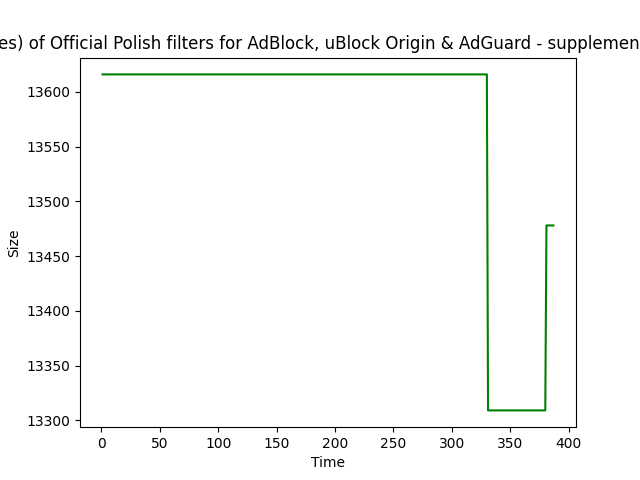 es) of Official Polish filters for AdBlock, uBlock Origin & AdGuard - supplemen
13600
13550
13500
13450
13400
13350
13300
Size
0 50 100 150 200 250 300 350 400
Time